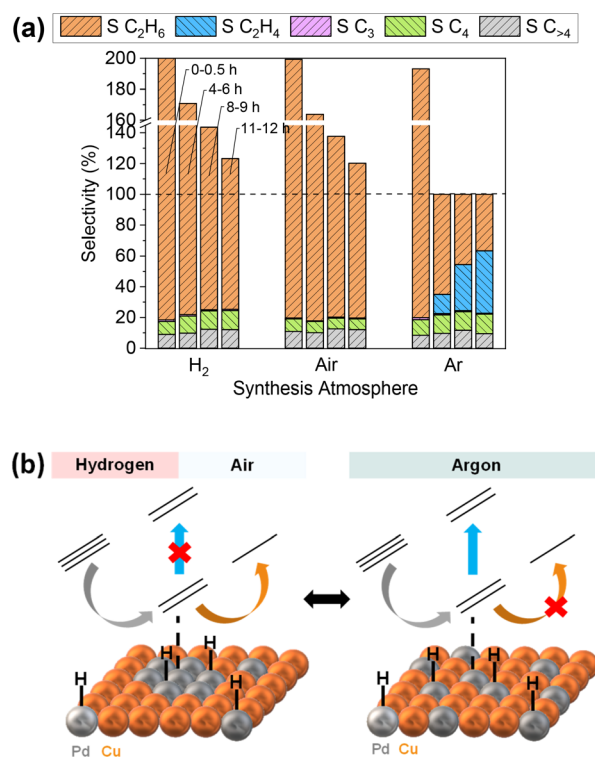 (a)
S C₂H₆ S C₂H₄ S C₃ S C₄ S C>4
Selectivity (%)
200
180
160
140
120
100
80
60
40
20
0
0-0.5 h
4-6 h
8-9 h
11-12 h
H₂ Air Ar
Synthesis Atmosphere
(b)
Hydrogen Air Argon
H H H H
H H H H
Pd Cu
Pd Cu